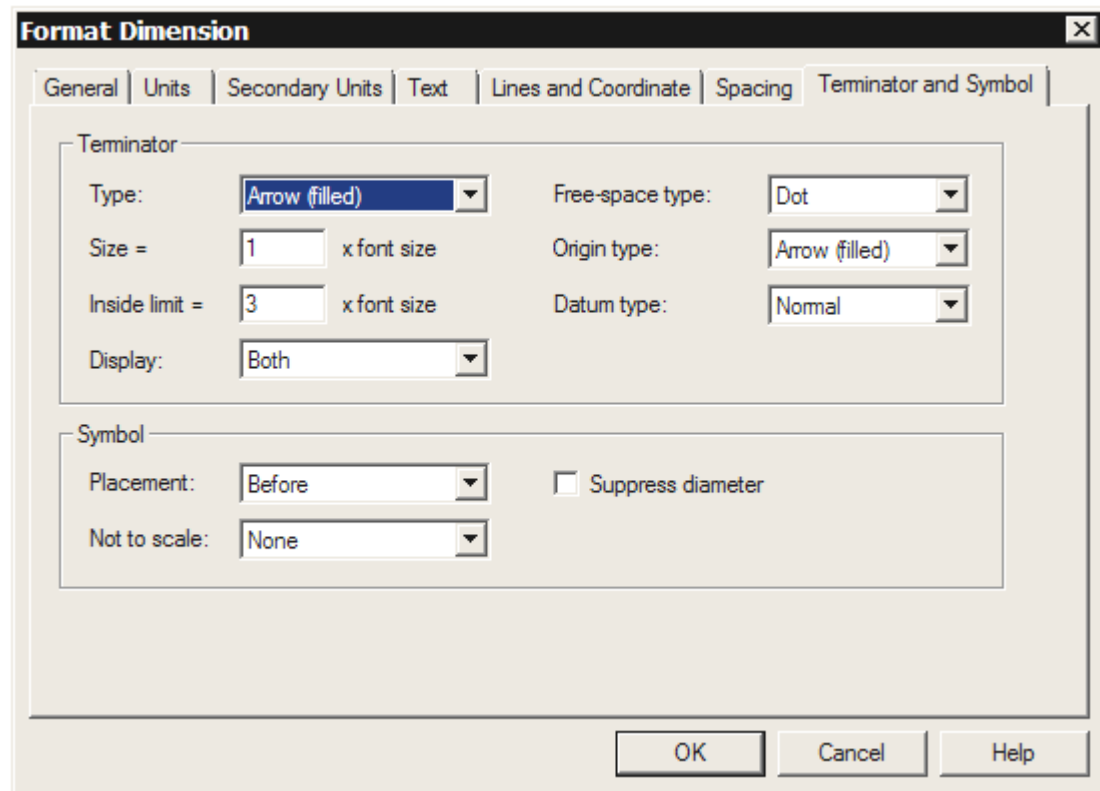 Format Dimension
General Units Secondary Units Text Lines and Coordinate Spacing Terminator and Symbol
Terminator
Type: Arrow (filled) Free-space type: Dot
Size = 1 x font size Origin type: Arrow (filled)
Inside limit = 3 x font size Datum type: Normal
Display: Both
Symbol
Placement: Before Suppress diameter
Not to scale: None
OK Cancel Help